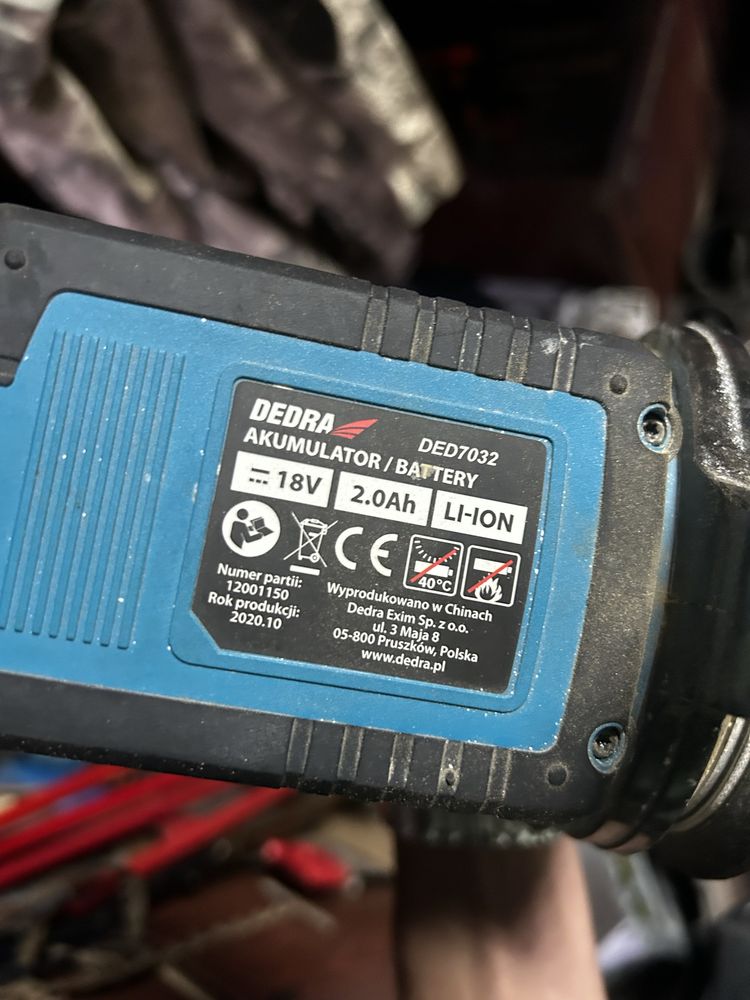 DEDRA DED7032
AKUMULATOR / BATTERY
18V 2.0Ah LI-ION
CE 40°C
Numer partii:
12001150
Rok produkcji:
2020.10
Wyprodukowano w Chinach
Dedra Exim Sp. z o.o.
ul. 3 Maja 8
05-800 Pruszków, Polska
www.dedra.pl